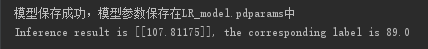 模型保存成功，模型参数保存在LR_model.pdparams中
Inference result is [[107.81175]], the corresponding label is 89.0